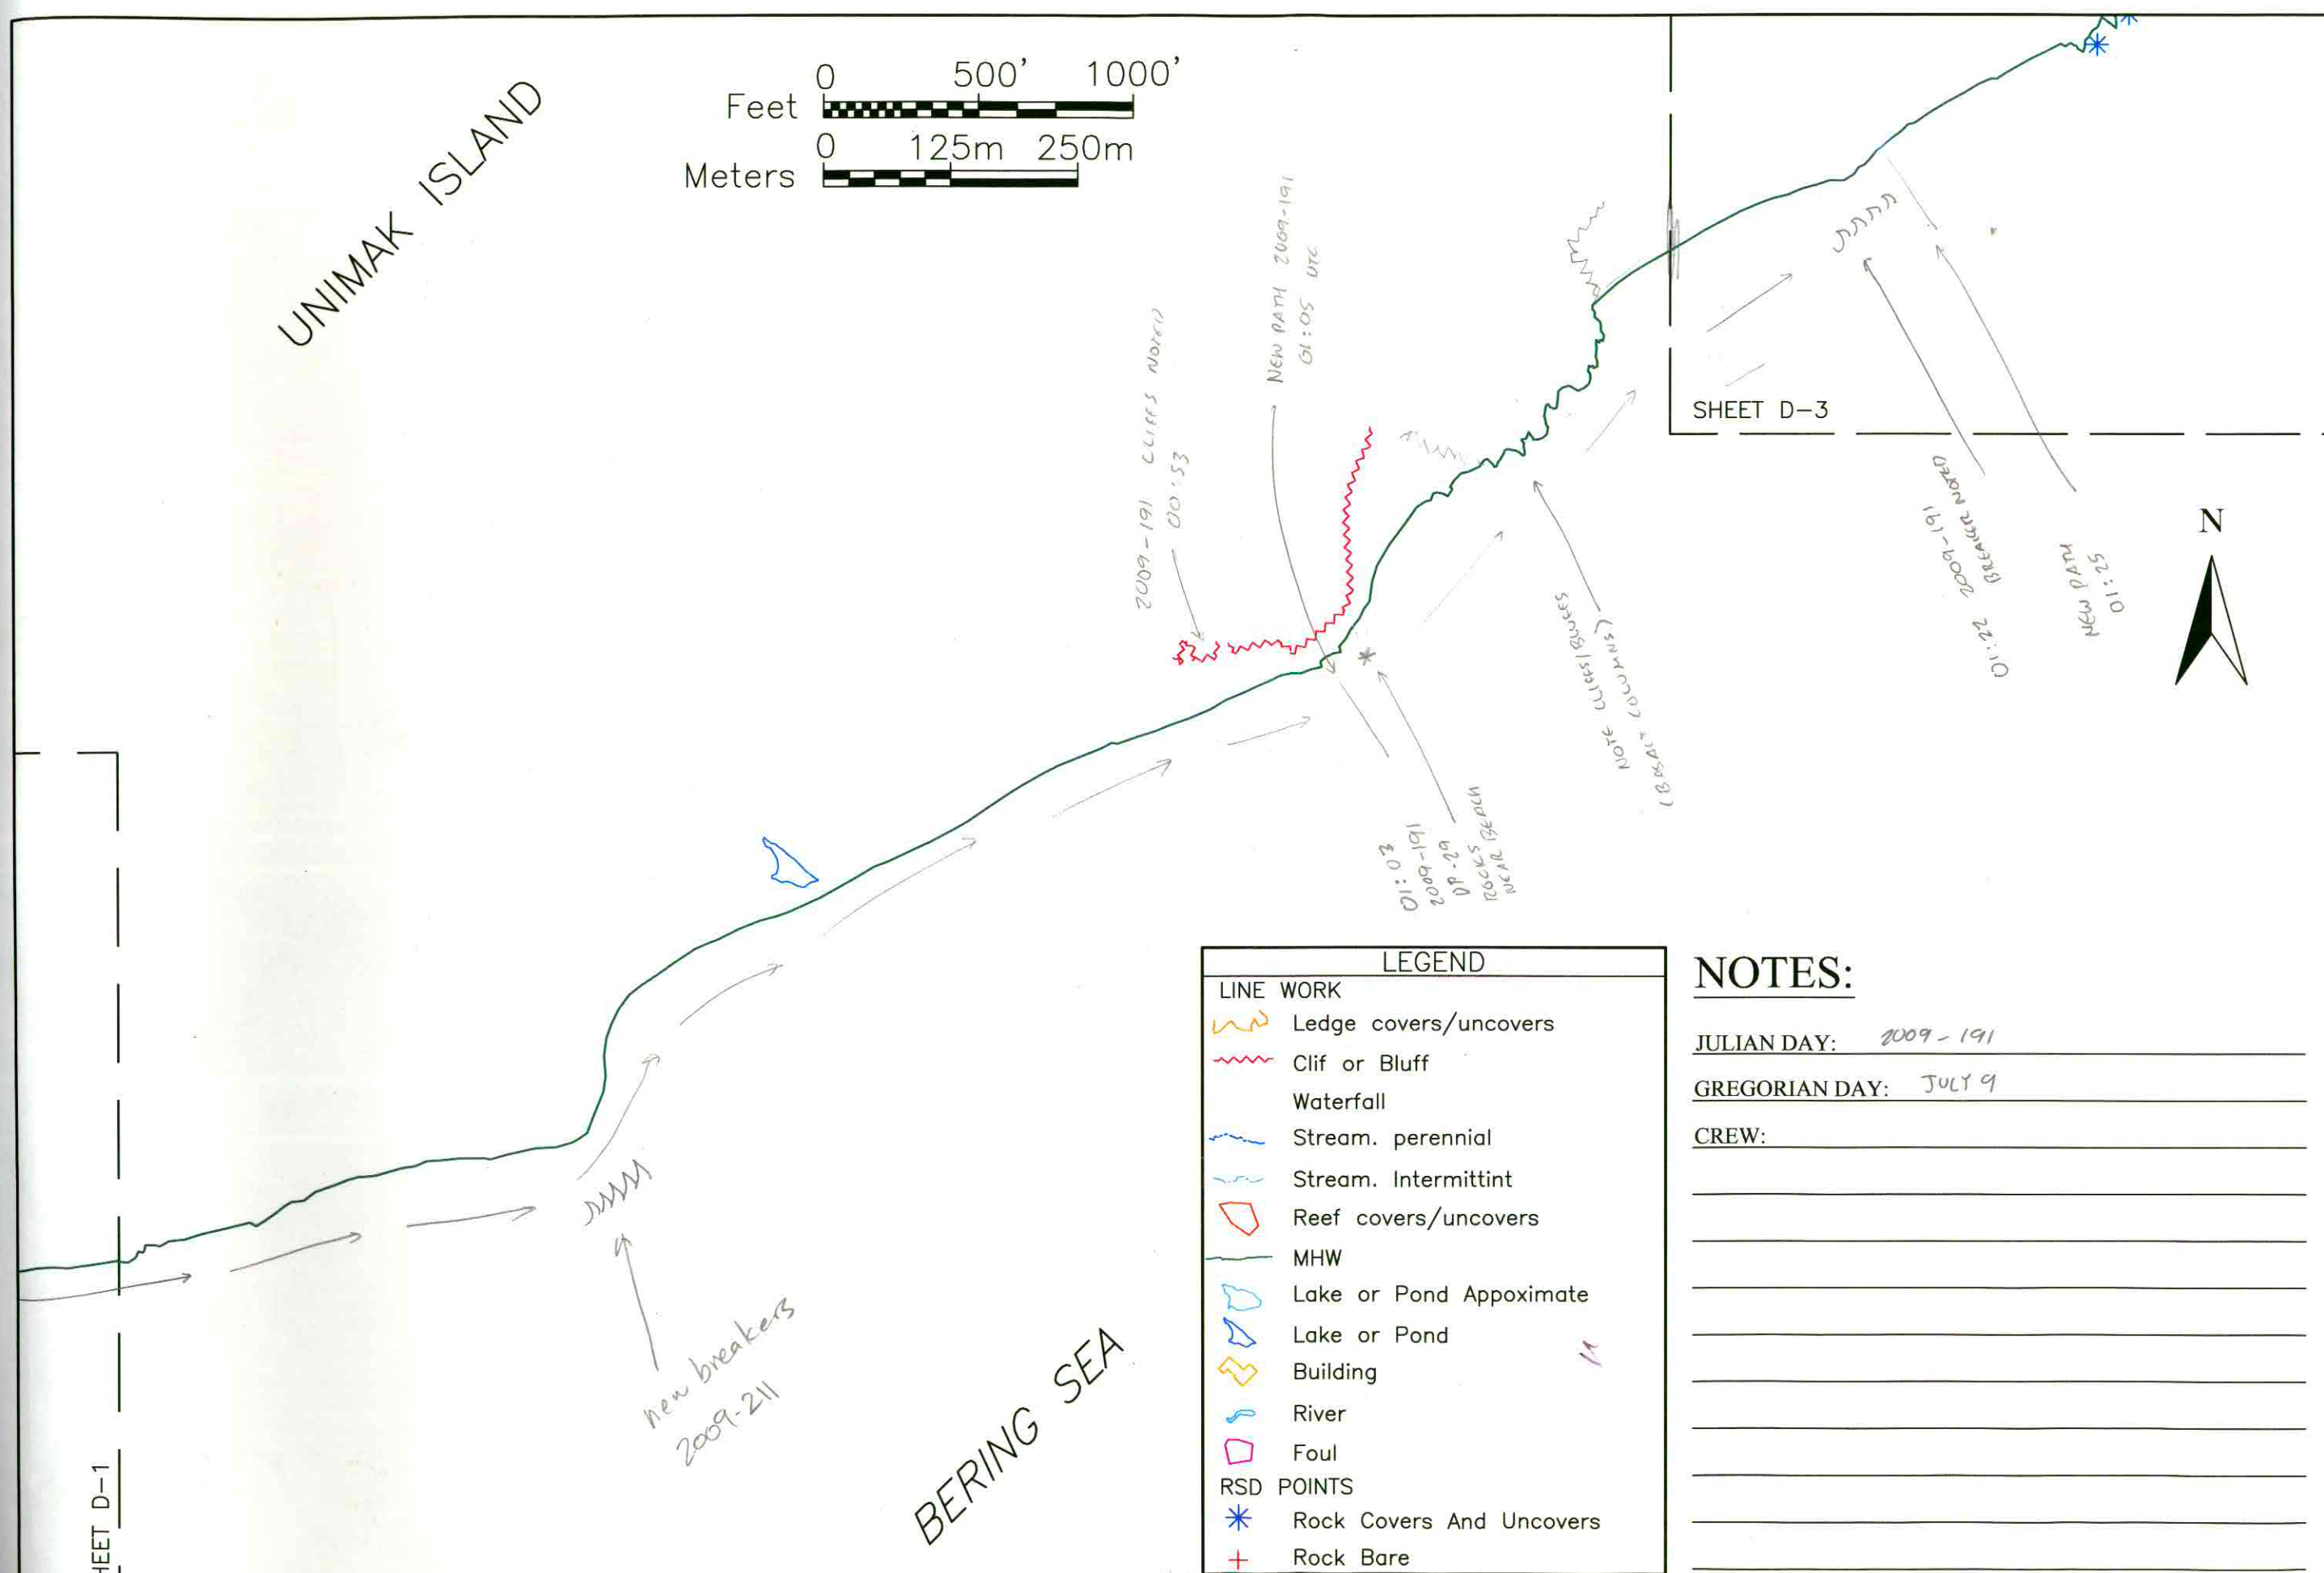 UNIMAK ISLAND
0 500' 1000'
Feet
0 125m 250m
Meters
2009-191 CLIFFS NOTED
00:53
NEW PATH 2009-191
01:05 UTC
SHEET D-3
01:22 2009-191
BREAKER NOTED
NEW PATH
01:25
N
NOTE CLIFFS/BLUFFS
(BASALT COLUMNS)
01:03
2009-191
DP-29
ROCKS
NEAR BEACH
new breakers
2009-211
BERING SEA
HEET D-1
LEGEND
LINE WORK
Ledge covers/uncovers
Clif or Bluff
Waterfall
Stream. perennial
Stream. Intermittint
Reef covers/uncovers
MHW
Lake or Pond Appoximate
Lake or Pond
Building
River
Foul
RSD POINTS
Rock Covers And Uncovers
Rock Bare
NOTES:
JULIAN DAY: 2009-191
GREGORIAN DAY: JULY 9
CREW: